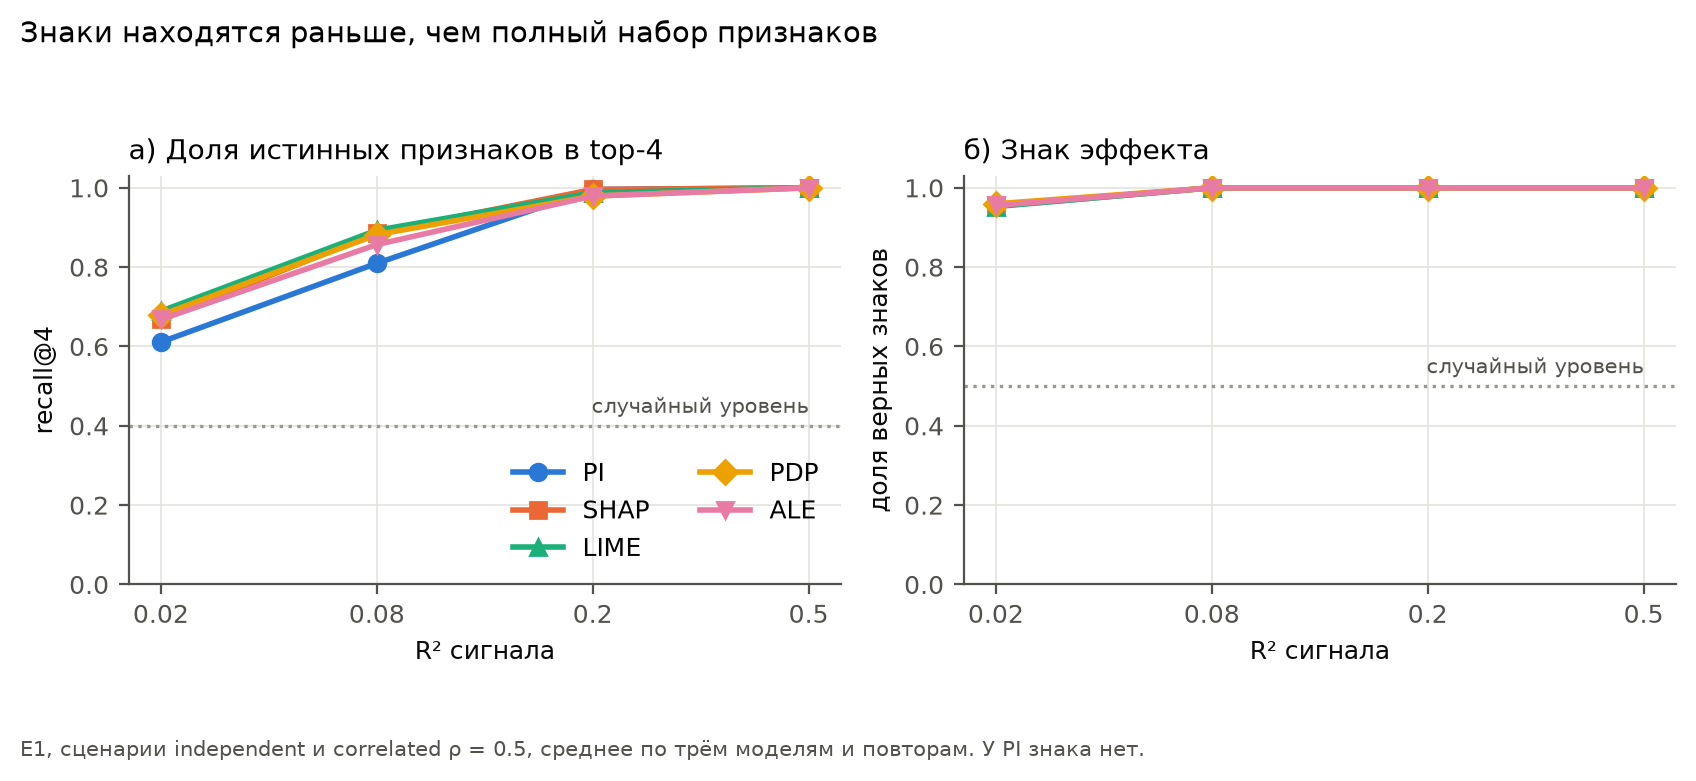 Знаки находятся раньше, чем полный набор признаков
а) Доля истинных признаков в top-4
recall@4
1.0
0.8
0.6
0.4
0.2
0.0
случайный уровень
PI
SHAP
LIME
PDP
ALE
0.02
0.08
0.2
0.5
R² сигнала
б) Знак эффекта
доля верных знаков
1.0
0.8
0.6
0.4
0.2
0.0
случайный уровень
0.02
0.08
0.2
0.5
R² сигнала
E1, сценарии independent и correlated ρ = 0.5, среднее по трём моделям и повторам. У PI знака нет.